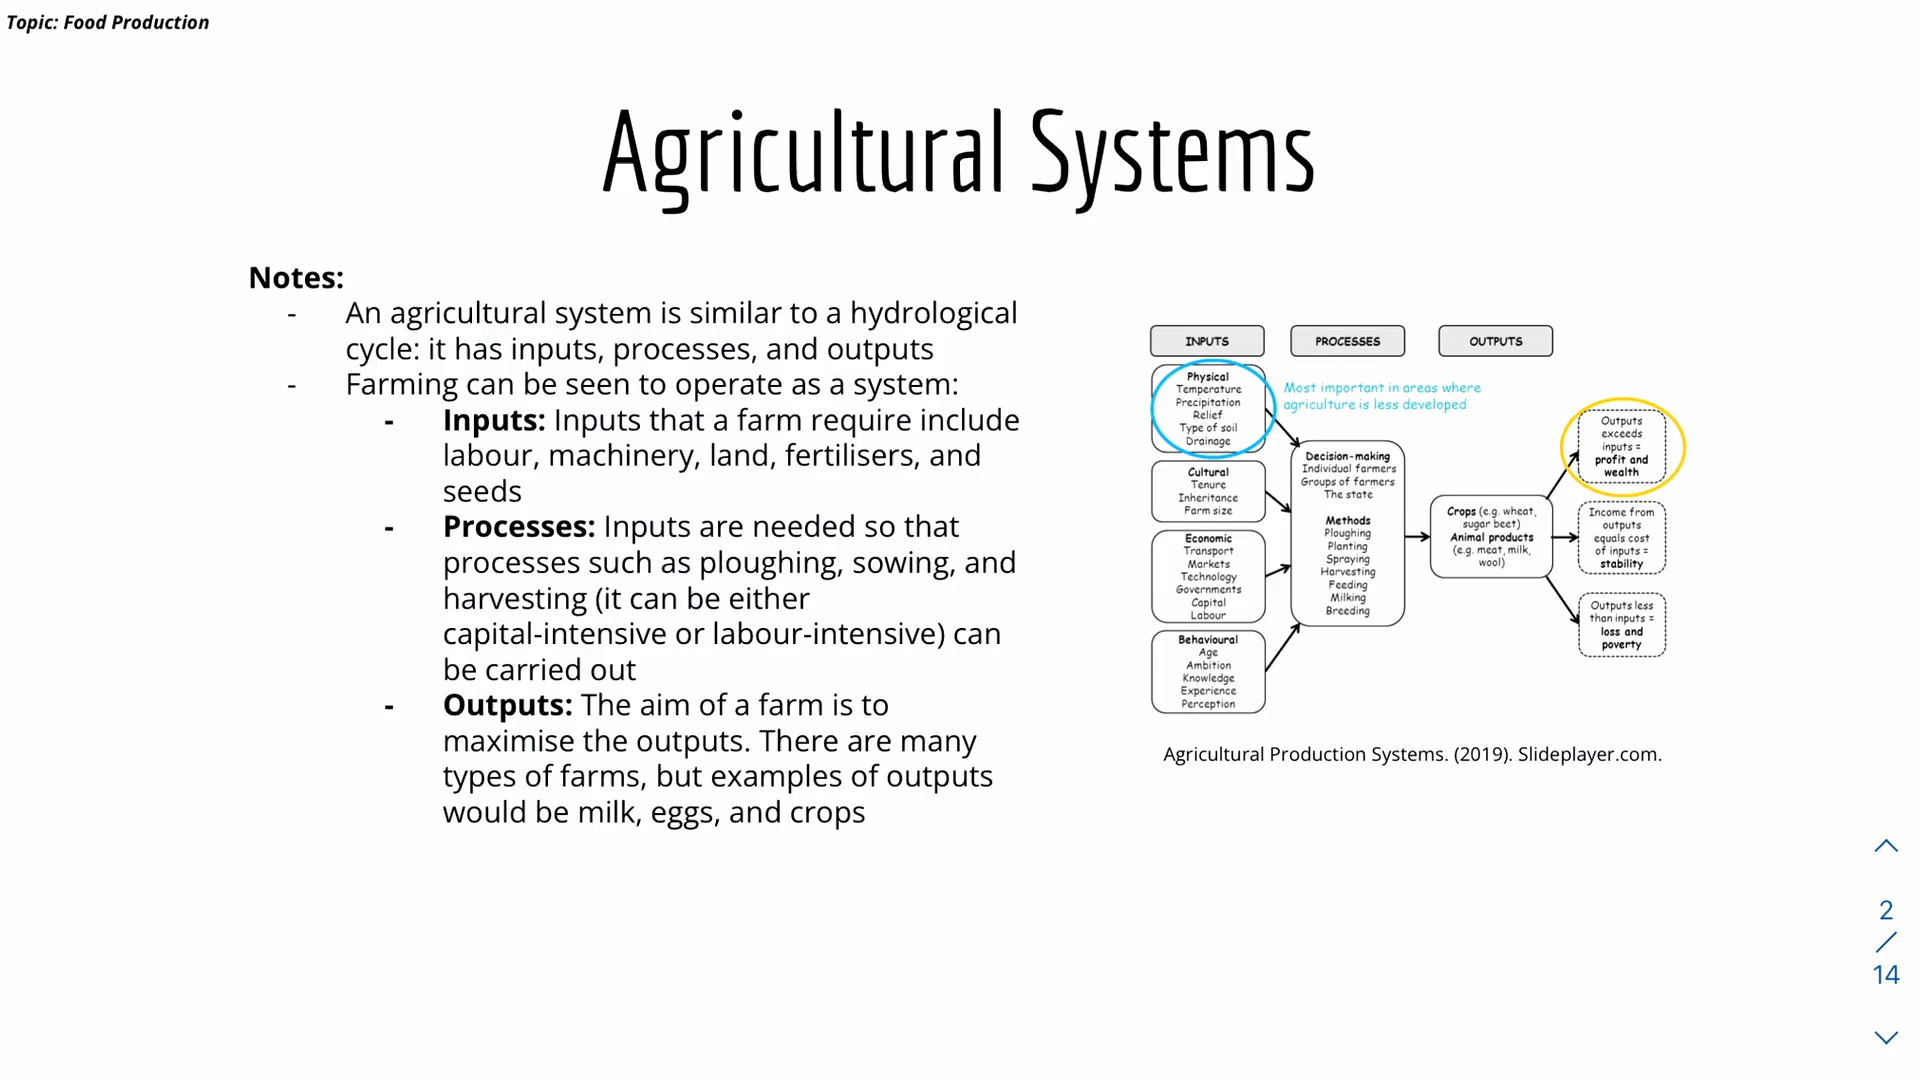 Topic: Food Production
Agricultural Systems
Notes:
- An agricultural system is similar to a hydrological
cycle: it has inputs, processes, and outputs
- Farming can be seen to operate as a system:
- Inputs: Inputs that a farm require include
labour, machinery, land, fertilisers, and
seeds
- Processes: Inputs are needed so that
processes such as ploughing, sowing, and
harvesting (it can be either
capital-intensive or labour-intensive) can
be carried out
- Outputs: The aim of a farm is to
maximise the outputs. There are many
types of farms, but examples of outputs
would be milk, eggs, and crops
INPUTS
PROCESSES
OUTPUTS
Physical
Temperature
Precipitation
Relief
Type of soil
Drainage
Most important in areas where
agriculture is less developed
Cultural
Tenure
Inheritance
Farm size
Economic
Transport
Markets
Technology
Governments
Capital
Labour
Behavioural
Age
Ambition
Knowledge
Experience
Perception
Decision-making
Individual farmers
Groups of farmers
The state
Methods
Ploughing
Planting
Spraying
Harvesting
Feeding
Milking
Breeding
Crops (e.g. wheat,
sugar beet)
Animal products
(e.g. meat, milk,
wool)
Outputs
exceeds
inputs =
profit and
wealth
Income from
outputs
equals cost
of inputs =
stability
Outputs less
than inputs =
loss and
poverty
Agricultural Production Systems. (2019). Slideplayer.com.
2
/
14